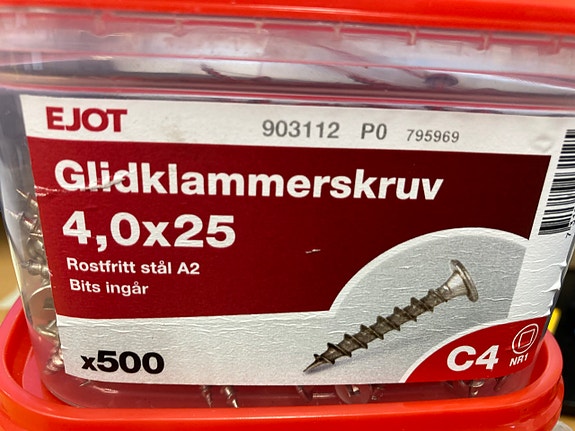 EJOT
903112 P0 795969
Glidklammerskruv
4,0x25
Rostfritt stål A2
Bits ingår
x500
C4
NR1